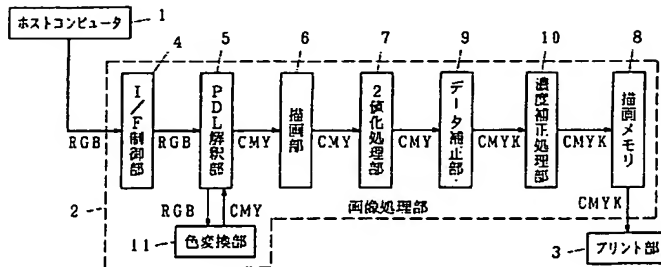 ホストコンピュータ
1
4
5
6
7
9
10
8
I/F制御部
PDL解釈部
描画部
2値化処理部
データ補正部
濃度補正処理部
描画メモリ
RGB
RGB
CMY
CMY
CMY
CMYK
CMYK
2
RGB
CMY
画像処理部
CMYK
11
色変換部
3
プリント部